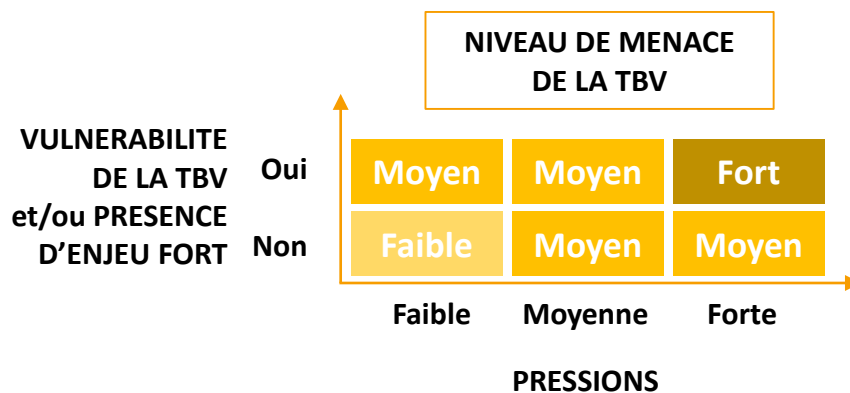 NIVEAU DE MENACE
DE LA TBV
VULNERABILITE
DE LA TBV
et/ou PRESENCE
D’ENJEU FORT
Oui
Moyen
Moyen
Fort
Non
Faible
Moyen
Moyen
Faible
Moyenne
Forte
PRESSIONS